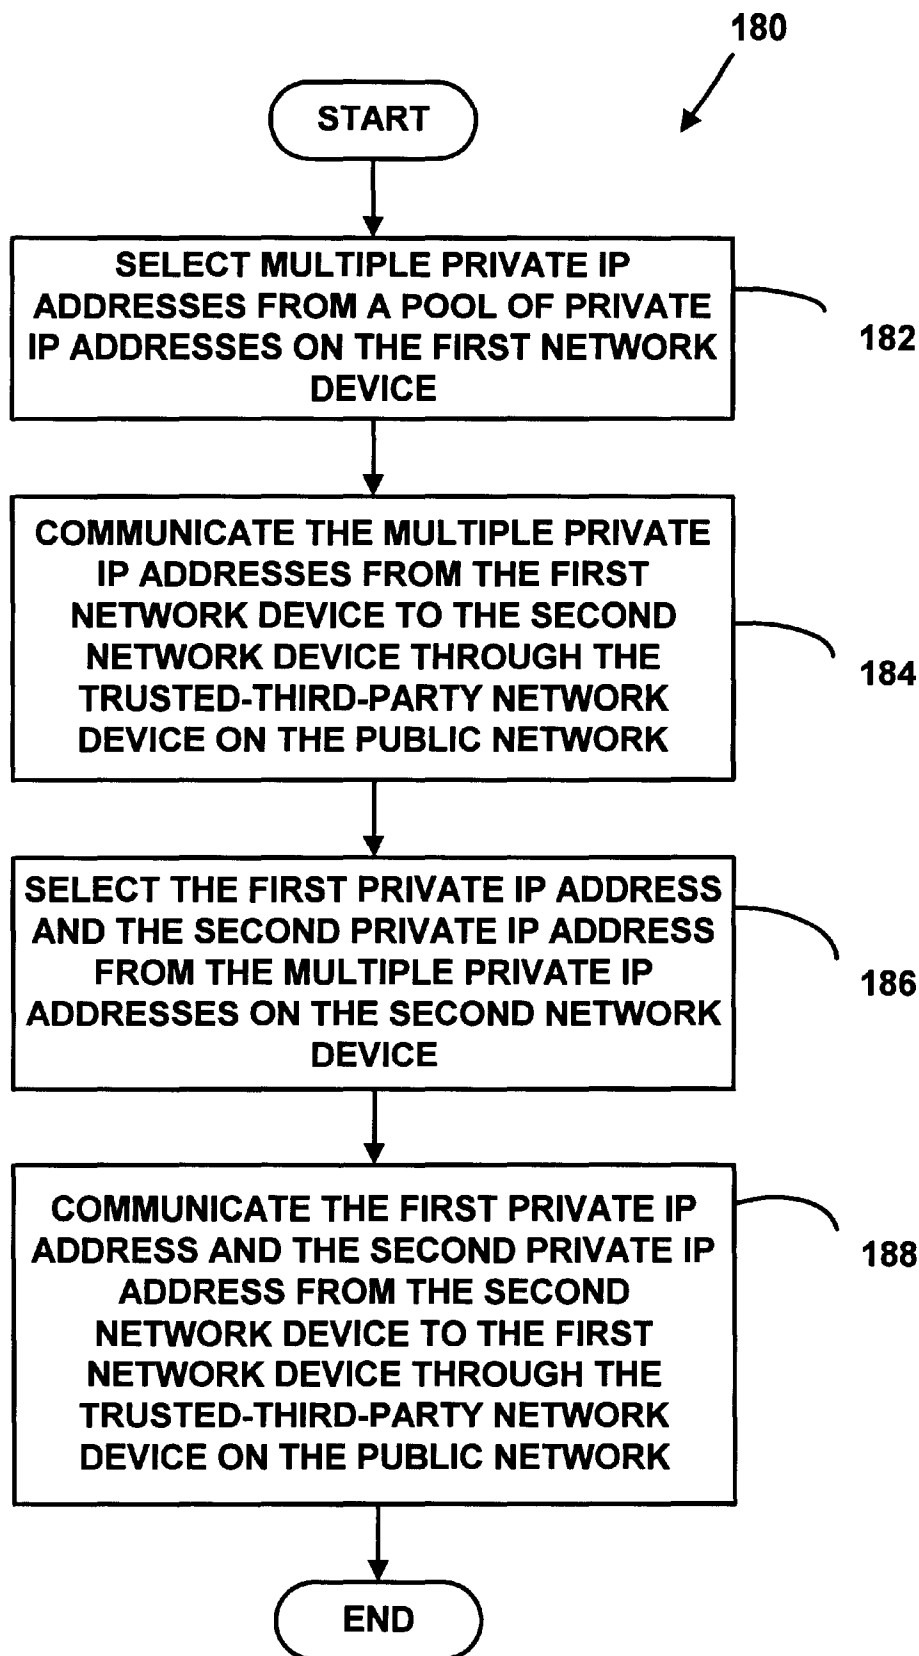 180
START
SELECT MULTIPLE PRIVATE IP
ADDRESSES FROM A POOL OF PRIVATE
IP ADDRESSES ON THE FIRST NETWORK
DEVICE
182
COMMUNICATE THE MULTIPLE PRIVATE
IP ADDRESSES FROM THE FIRST
NETWORK DEVICE TO THE SECOND
NETWORK DEVICE THROUGH THE
TRUSTED-THIRD-PARTY NETWORK
DEVICE ON THE PUBLIC NETWORK
184
SELECT THE FIRST PRIVATE IP ADDRESS
AND THE SECOND PRIVATE IP ADDRESS
FROM THE MULTIPLE PRIVATE IP
ADDRESSES ON THE SECOND NETWORK
DEVICE
186
COMMUNICATE THE FIRST PRIVATE IP
ADDRESS AND THE SECOND PRIVATE IP
ADDRESS FROM THE SECOND
NETWORK DEVICE TO THE FIRST
NETWORK DEVICE THROUGH THE
TRUSTED-THIRD-PARTY NETWORK
DEVICE ON THE PUBLIC NETWORK
188
END